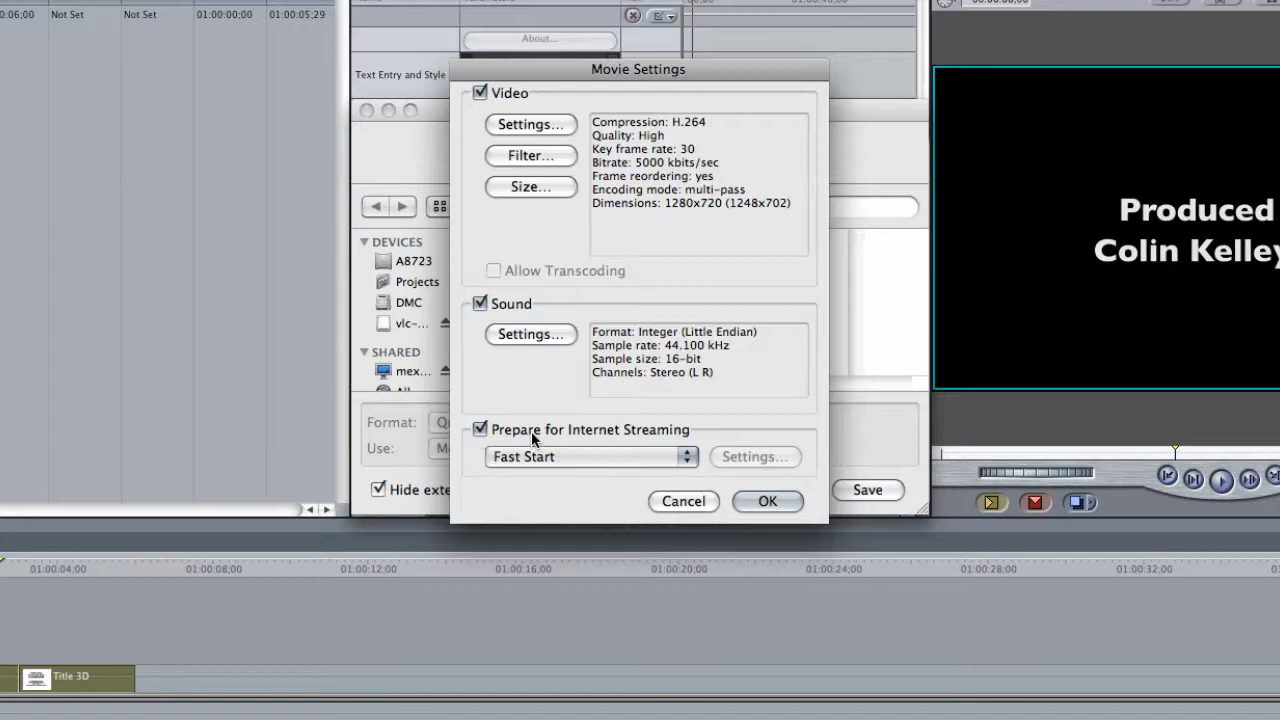 0:06;00 Not Set Not Set 01:00:00;00 01:00:05;29
About...
Text Entry and Style
Movie Settings
Video
Settings...
Filter...
Size...
Compression: H.264
Quality: High
Key frame rate: 30
Bitrate: 5000 kbits/sec
Frame reordering: yes
Encoding mode: multi-pass
Dimensions: 1280x720 (1248x702)
Allow Transcoding
Sound
Settings...
Format: Integer (Little Endian)
Sample rate: 44.100 kHz
Sample size: 16-bit
Channels: Stereo (L R)
Prepare for Internet Streaming
Fast Start
Settings...
Cancel
OK
DEVICES
A8723
Projects
DMC
vlc-...
SHARED
mex...
Format:
Use:
Hide exte
Save
Produced
Colin Kelley
01:00:04;00 01:00:08;00 01:00:12;00 01:00:16;00 01:00:20;00 01:00:24;00 01:00:28;00 01:00:32;00
Title 3D